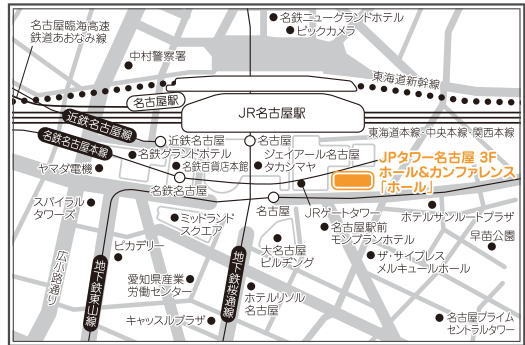 名古屋臨海高速
鉄道あおなみ線
名鉄ニューグランドホテル
ビックカメラ
中村警察署
東海道新幹線
名古屋駅
JR名古屋駅
近鉄名古屋線
名鉄名古屋本線
東海道本線・中央本線・関西本線
近鉄名古屋
名古屋
名鉄グランドホテル
名鉄百貨店本館
ジェイアール名古屋
タカシマヤ
JPタワー名古屋 3F
ホール&カンファレンス
「ホール」
ヤマダ電機
名鉄名古屋
名古屋
スパイラル
タワーズ
ミッドランド
スクエア
JRゲートタワー
ホテルサンルートプラザ
名古屋駅前
モンブランホテル
早苗公園
ピカデリー
大名古屋
ビルヂング
ザ・サイプレス
メルキュールホール
広小路通り
地下鉄東山線
愛知県産業
労働センター
地下鉄桜通線
ホテルリソル
名古屋
キャッスルプラザ
名古屋プライム
セントラルタワー